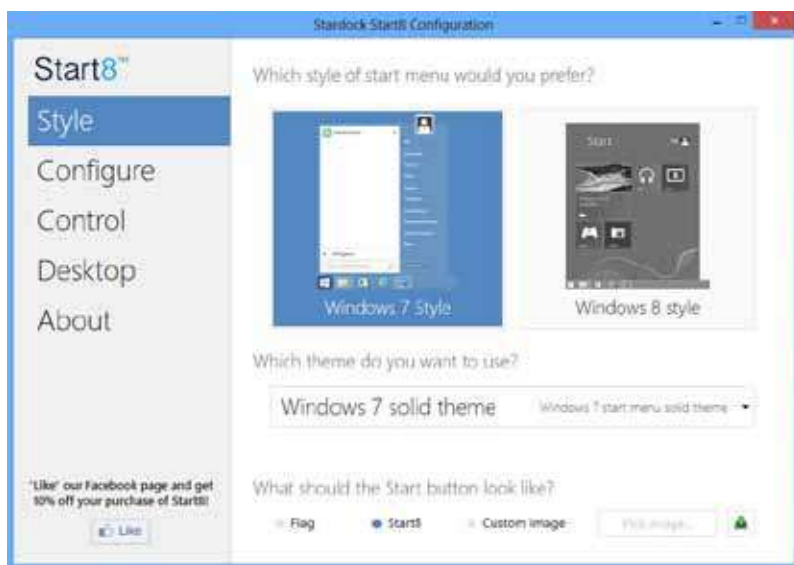 Stardock Start8 Configuration
Start8™
Style
Configure
Control
Desktop
About
"Like" our Facebook page and get
10% off your purchase of Start8!
Like
Which style of start menu would you prefer?
Start
Windows 7 Style
Windows 8 style
Which theme do you want to use?
Windows 7 solid theme
Windows 7 start menu solid theme
What should the Start button look like?
Flag
Start8
Custom image
Pick image...